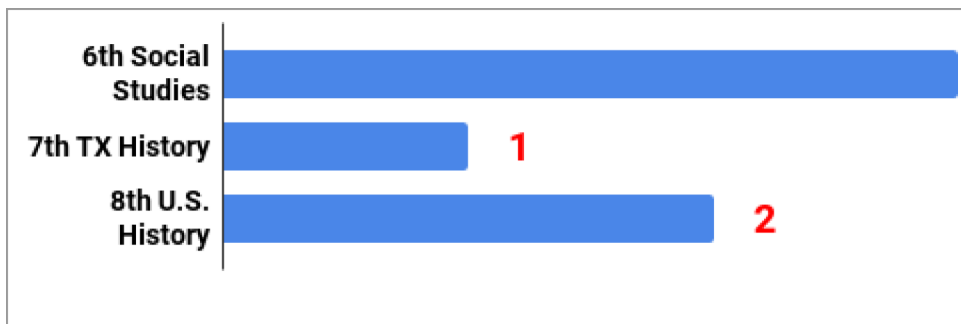 6th Social
Studies
7th TX History
1
8th U.S.
History
2